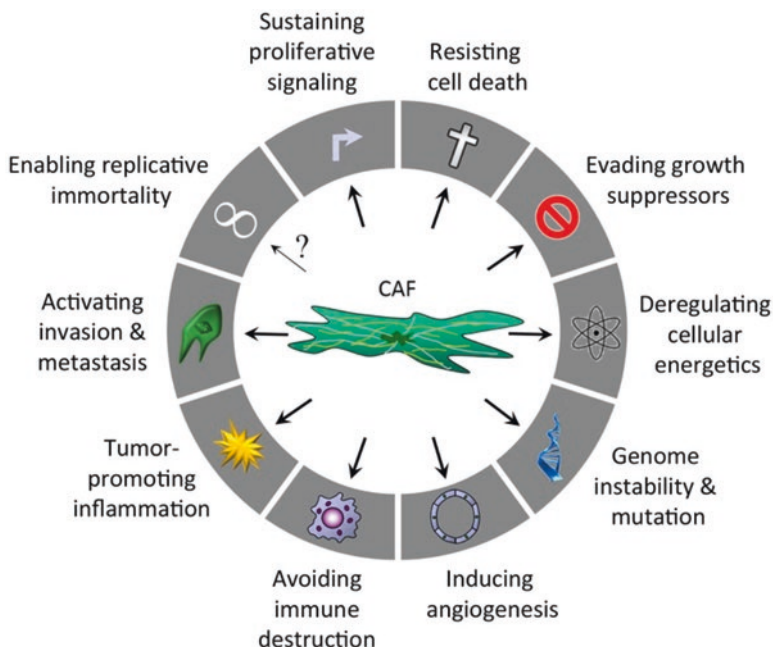 Sustaining
proliferative
signaling
Resisting
cell death
Enabling replicative
immortality
Evading growth
suppressors
?
CAF
Activating
invasion &
metastasis
Deregulating
cellular
energetics
Tumor-
promoting
inflammation
Genome
instability &
mutation
Avoiding
immune
destruction
Inducing
angiogenesis